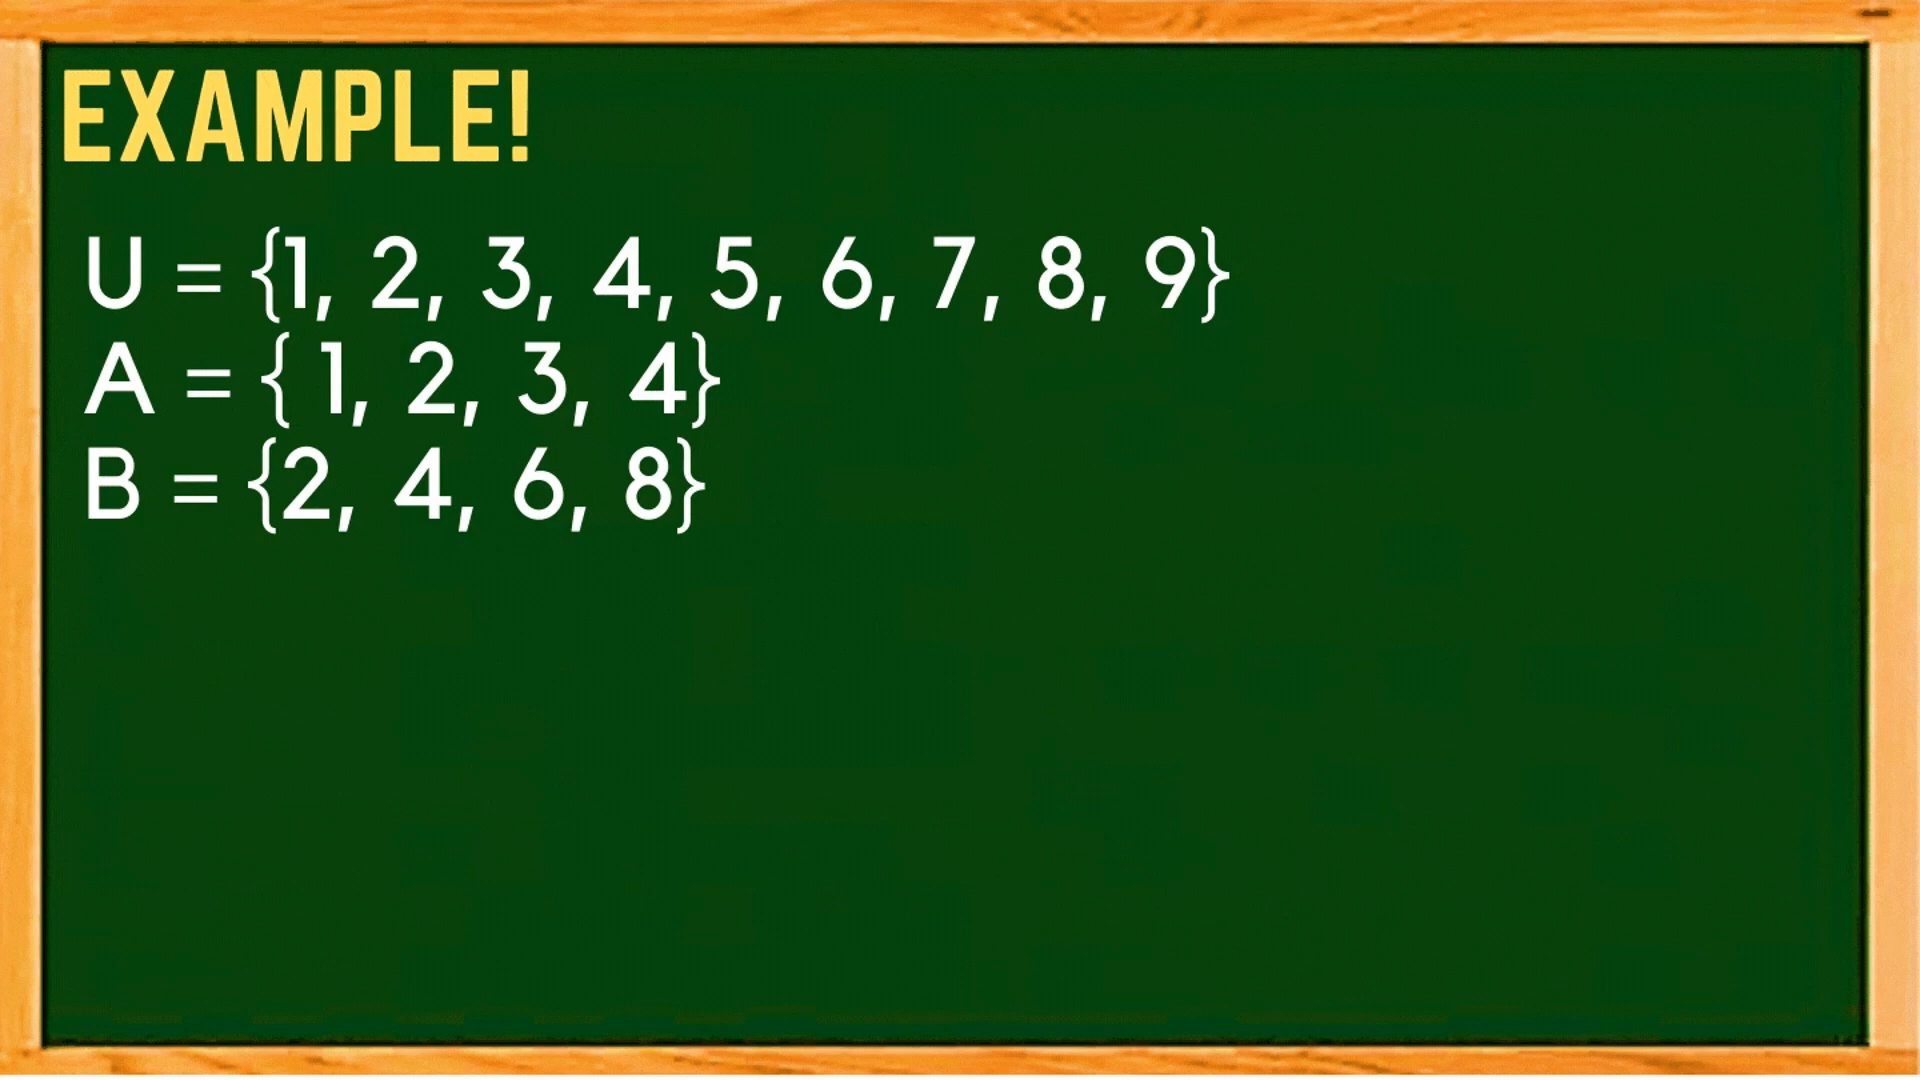 EXAMPLE!
U = {1, 2, 3, 4, 5, 6, 7, 8, 9}
A = { 1, 2, 3, 4}
B = {2, 4, 6, 8}